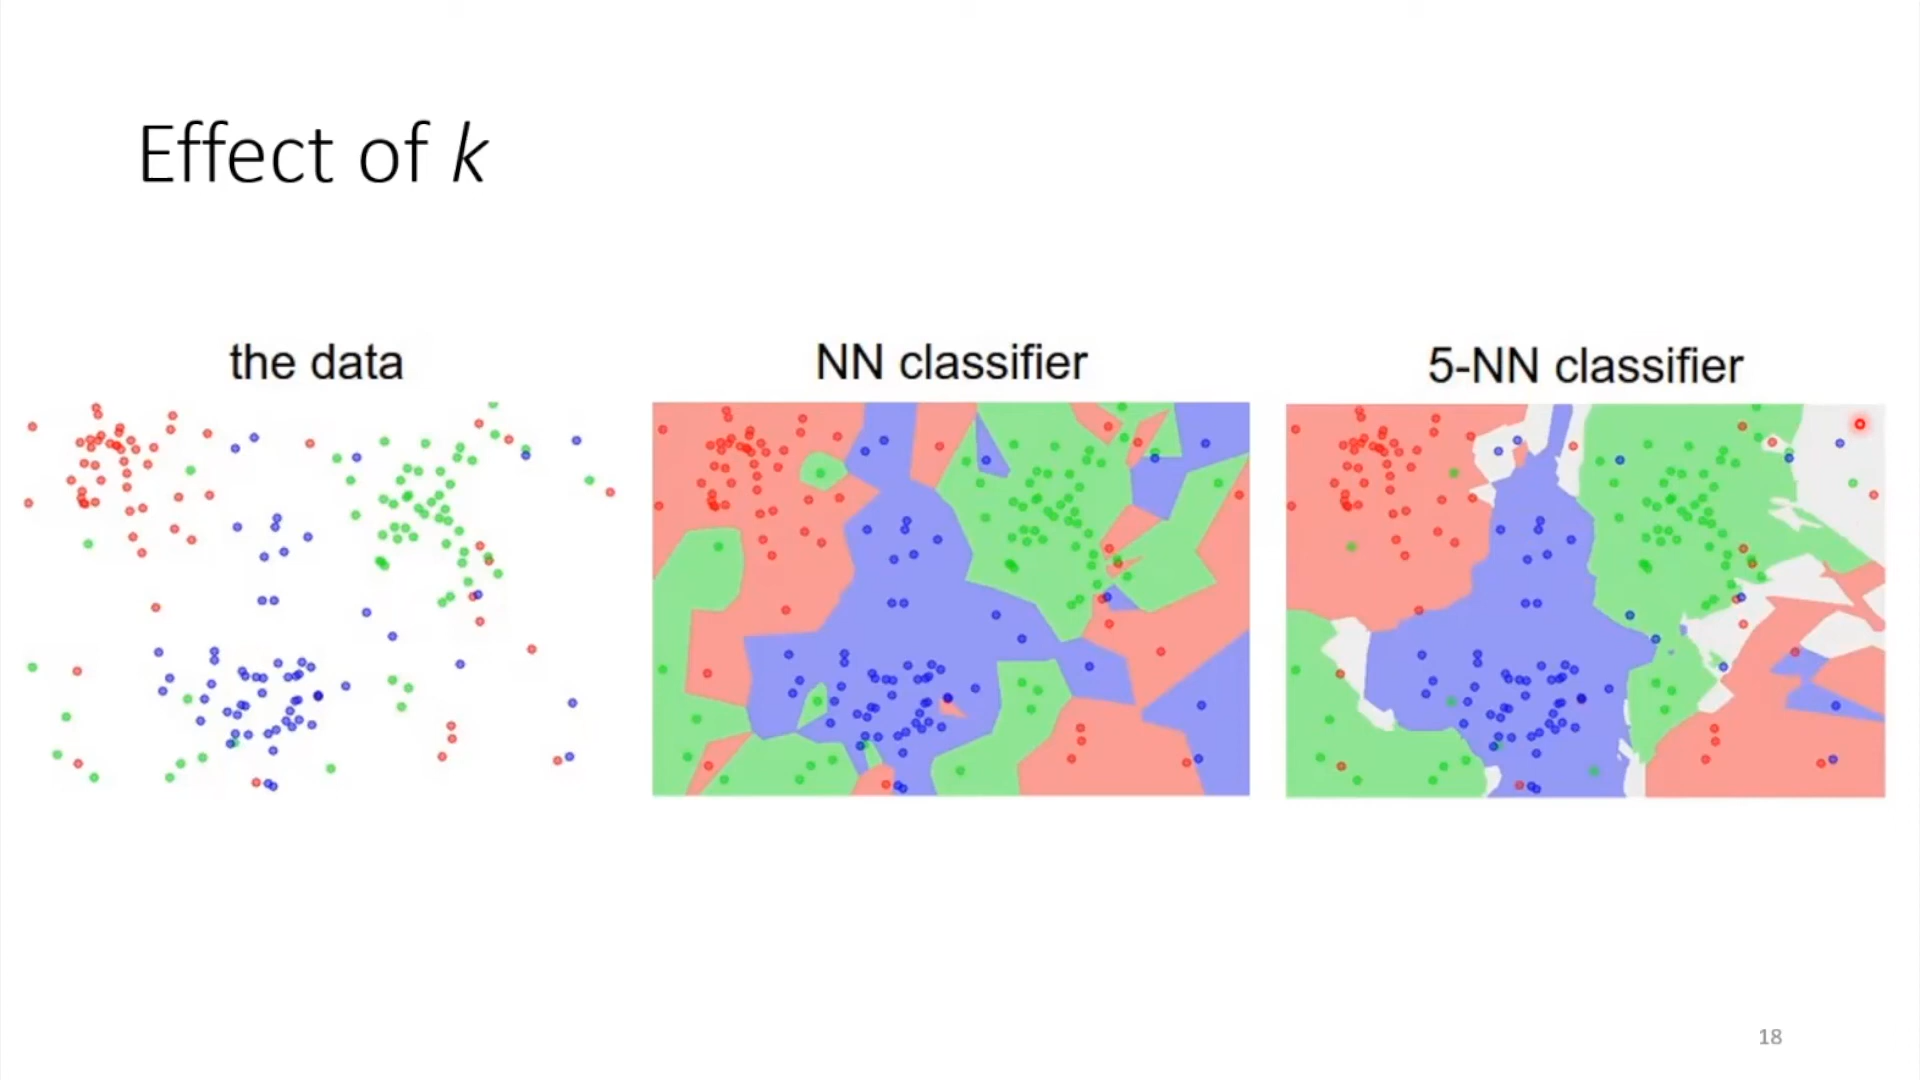 Effect of k
the data
NN classifier
5-NN classifier
18